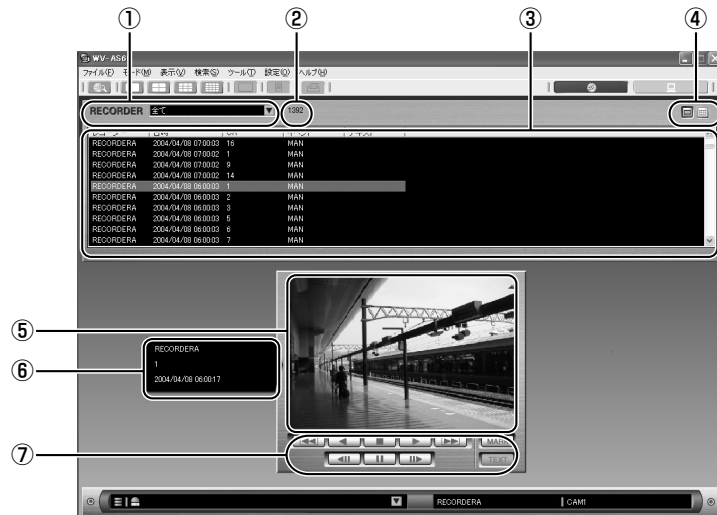 ① ② ③ ④
WV-AS6
ファイル(F) モード(M) 表示(V) 検索(S) ツール(T) 設定(O) ヘルプ(H)
RECORDER 全て 1392
RECORDERA 2004/04/08 07:00:03 16 MAN
RECORDERA 2004/04/08 07:00:02 1 MAN
RECORDERA 2004/04/08 07:00:02 9 MAN
RECORDERA 2004/04/08 07:00:02 14 MAN
RECORDERA 2004/04/08 06:00:03 1 MAN
RECORDERA 2004/04/08 06:00:03 2 MAN
RECORDERA 2004/04/08 06:00:03 3 MAN
RECORDERA 2004/04/08 06:00:03 5 MAN
RECORDERA 2004/04/08 06:00:03 6 MAN
RECORDERA 2004/04/08 06:00:03 7 MAN
⑤
⑥
RECORDERA
1
2004/04/08 06:00:17
⑦
MARK
TEXT
RECORDERA CAM1